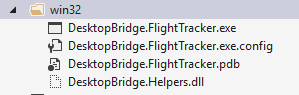 win32
DesktopBridge.FlightTracker.exe
DesktopBridge.FlightTracker.exe.config
DesktopBridge.FlightTracker.pdb
DesktopBridge.Helpers.dll